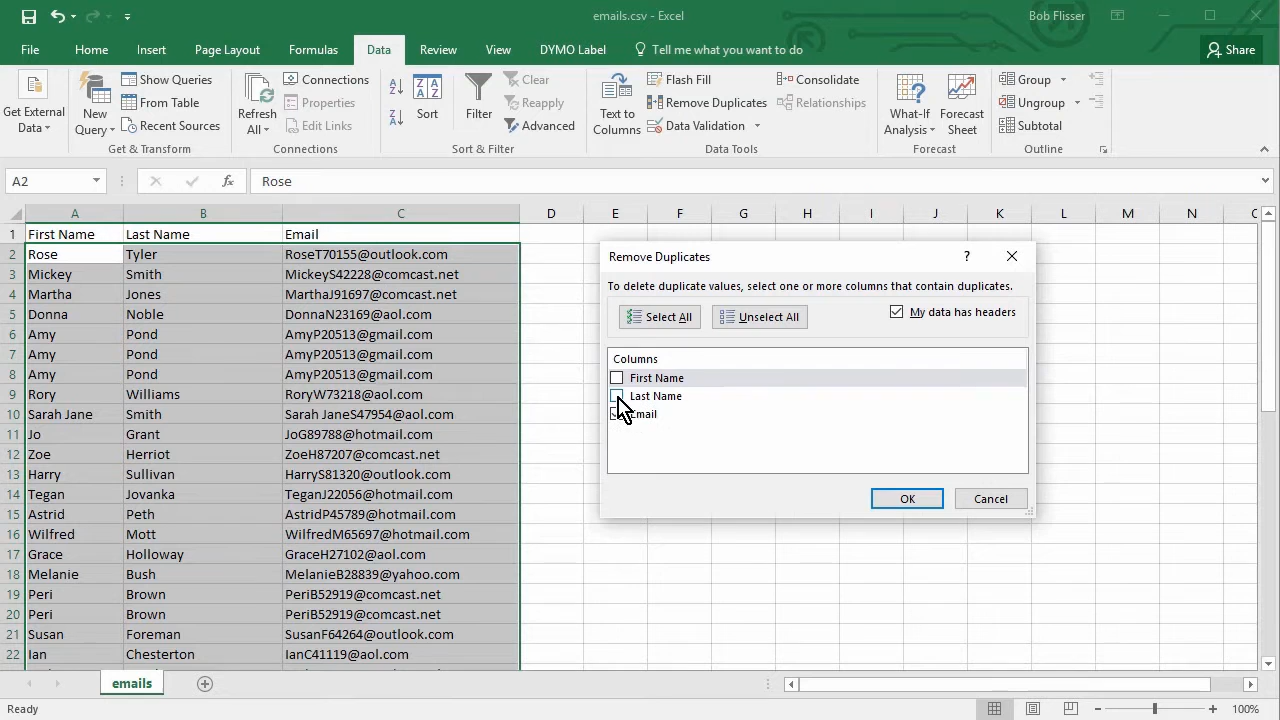 emails.csv - Excel
Bob Flisser
File Home Insert Page Layout Formulas Data Review View DYMO Label Tell me what you want to do Share
Get External Data
New Query
Show Queries
From Table
Recent Sources
Get & Transform
Refresh All
Connections
Properties
Edit Links
Connections
Sort
Filter
Clear
Reapply
Advanced
Sort & Filter
Text to Columns
Flash Fill
Remove Duplicates
Data Validation
Consolidate
Relationships
Data Tools
What-If Analysis
Forecast Sheet
Forecast
Group
Ungroup
Subtotal
Outline
A2 fx Rose
A B C D E F G H I J K L M N
1 First Name Last Name Email
2 Rose Tyler RoseT70155@outlook.com
3 Mickey Smith MickeyS42228@comcast.net
4 Martha Jones MarthaJ91697@comcast.net
5 Donna Noble DonnaN23169@aol.com
6 Amy Pond AmyP20513@gmail.com
7 Amy Pond AmyP20513@gmail.com
8 Amy Pond AmyP20513@gmail.com
9 Rory Williams RoryW73218@aol.com
10 Sarah Jane Smith Sarah JaneS47954@aol.com
11 Jo Grant JoG89788@hotmail.com
12 Zoe Herriot ZoeH87207@comcast.net
13 Harry Sullivan HarryS81320@outlook.com
14 Tegan Jovanka TeganJ22056@hotmail.com
15 Astrid Peth AstridP45789@hotmail.com
16 Wilfred Mott WilfredM65697@hotmail.com
17 Grace Holloway GraceH27102@aol.com
18 Melanie Bush MelanieB28839@yahoo.com
19 Peri Brown PeriB52919@comcast.net
20 Peri Brown PeriB52919@comcast.net
21 Susan Foreman SusanF64264@outlook.com
22 Ian Chesterton IanC41119@aol.com
Remove Duplicates ?
To delete duplicate values, select one or more columns that contain duplicates.
Select All Unselect All My data has headers
Columns
First Name
Last Name
Email
OK Cancel
emails
Ready 100%